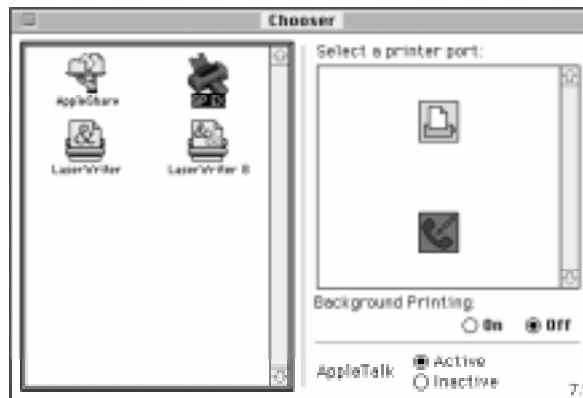 Chooser
Select a printer port:
AppleShare
LaserWriter
LaserWriter 8
Background Printing
On
Off
AppleTalk
Active
Inactive